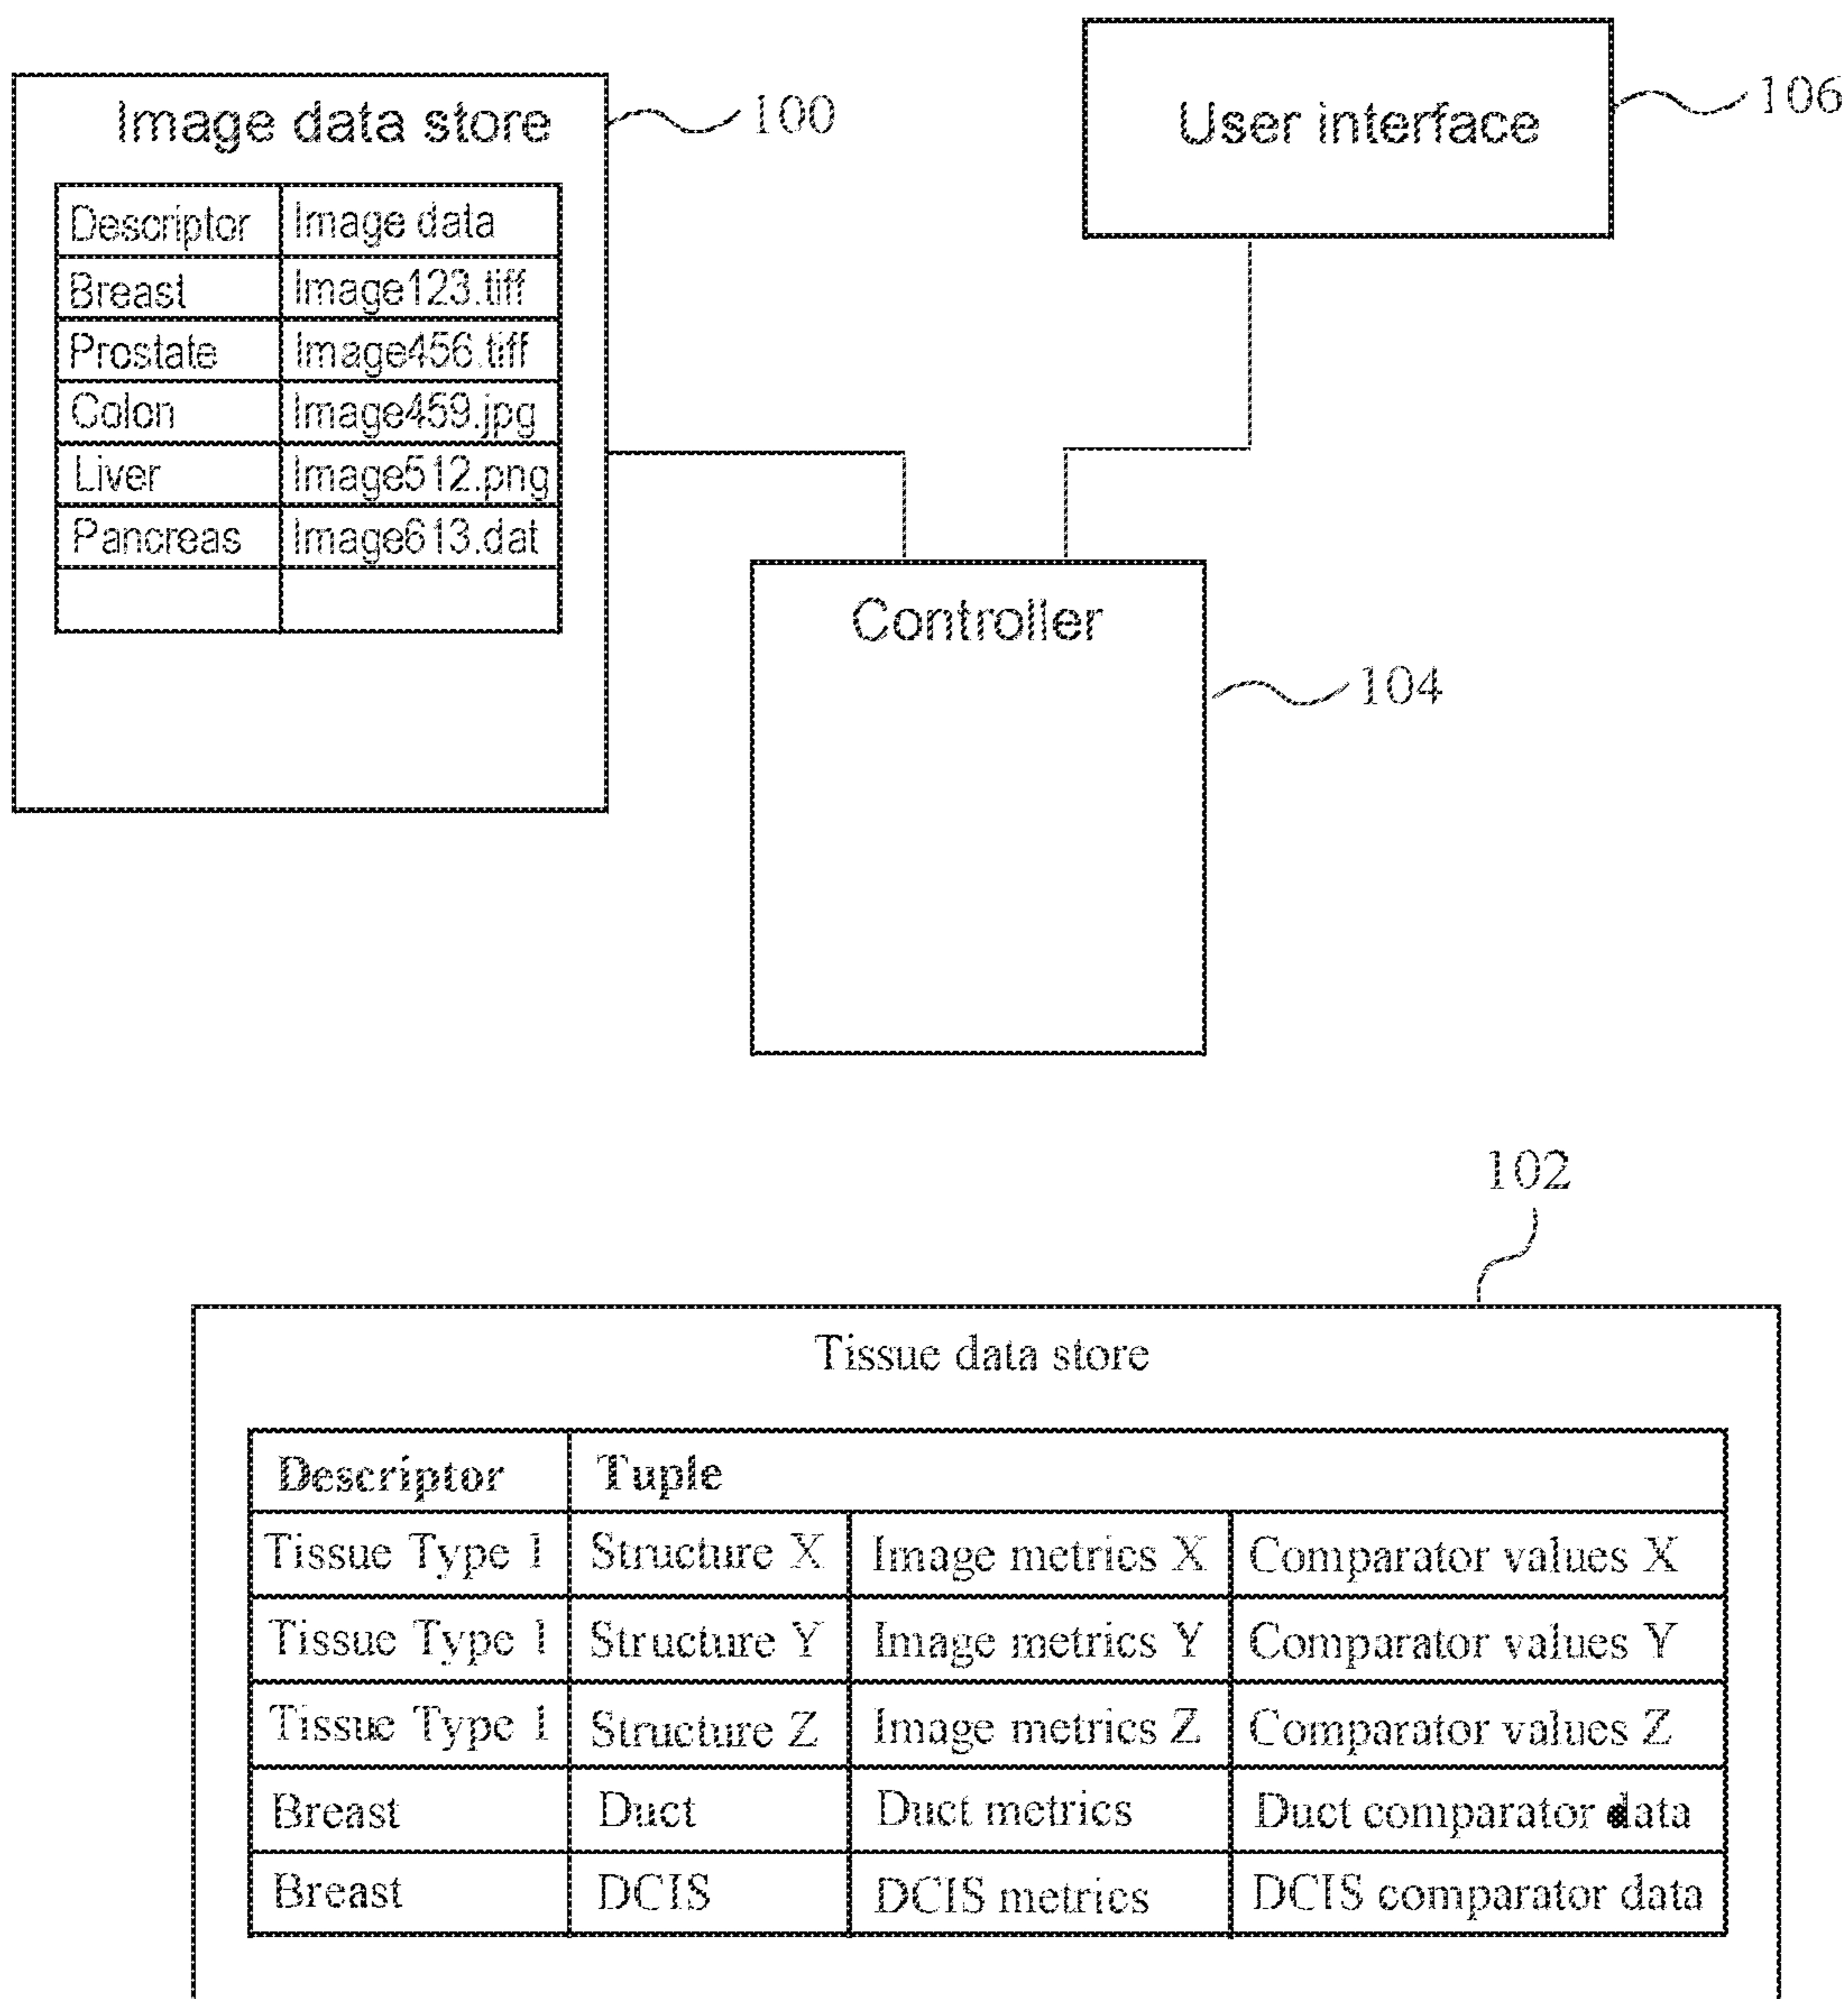 Image data store
100
Descriptor Image data
Breast Image123.tiff
Prostate Image456.tiff
Colon Image459.jpg
Liver Image512.png
Pancreas Image613.dat
User interface
106
Controller
104
102
Tissue data store
Descriptor Tuple
Tissue Type 1 Structure X Image metrics X Comparator values X
Tissue Type 1 Structure Y Image metrics Y Comparator values Y
Tissue Type 1 Structure Z Image metrics Z Comparator values Z
Breast Duct Duct metrics Duct comparator data
Breast DCIS DCIS metrics DCIS comparator data